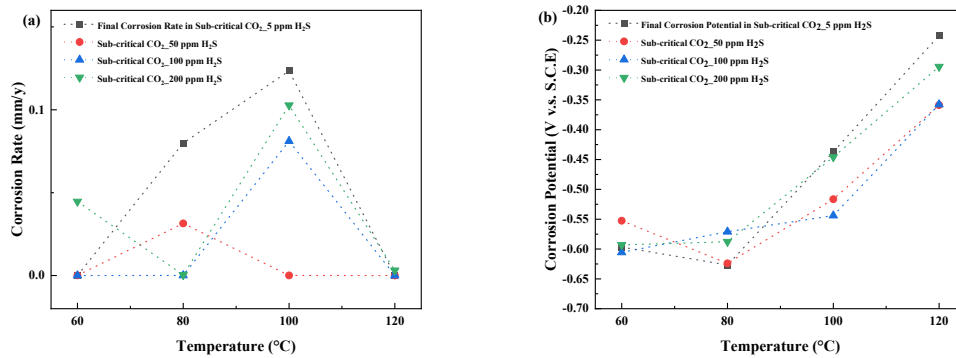 (a)
Final Corrosion Rate in Sub-critical CO₂_5 ppm H₂S
Sub-critical CO₂_50 ppm H₂S
Sub-critical CO₂_100 ppm H₂S
Sub-critical CO₂_200 ppm H₂S
0.1
0.0
Corrosion Rate (mm/y)
60 80 100 120
Temperature (°C)
(b)
Final Corrosion Potential in Sub-critical CO₂_5 ppm H2S
Sub-critical CO₂_50 ppm H₂S
Sub-critical CO₂_100 ppm H₂S
Sub-critical CO₂_200 ppm H₂S
-0.20
-0.25
-0.30
-0.35
-0.40
-0.45
-0.50
-0.55
-0.60
-0.65
-0.70
Corrosion Potential (V v.s. S.C.E)
60 80 100 120
Temperature (°C)